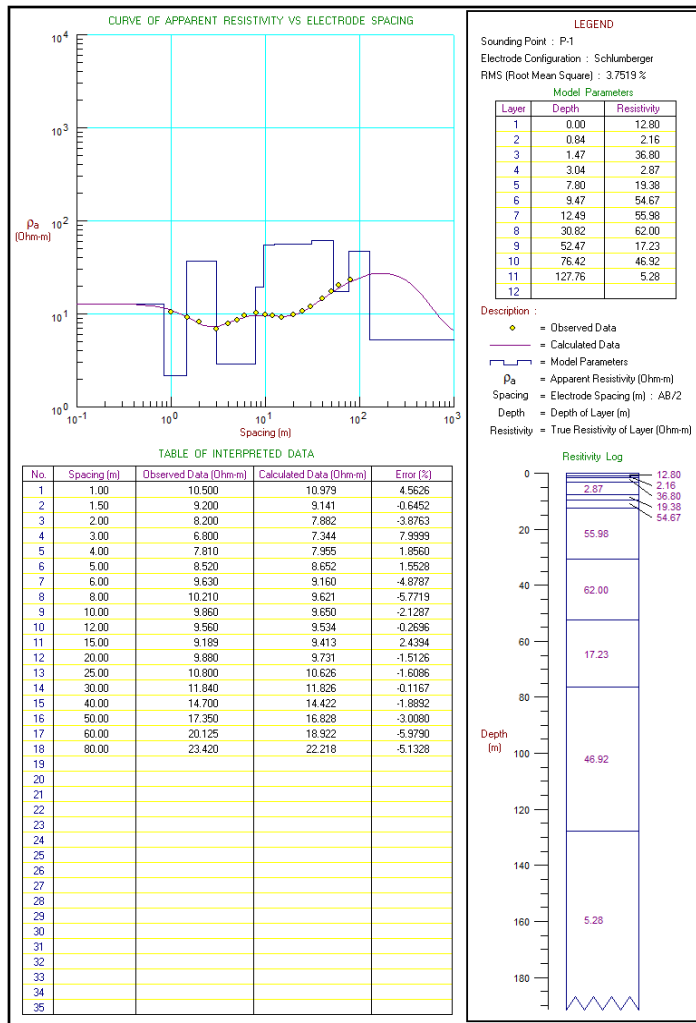 CURVE OF APPARENT RESISTIVITY VS ELECTRODE SPACING
10^4
10^3
10^2
ρa
(Ohm-m)
10^1
10^0
10^-1 10^0 10^1 10^2 10^3
Spacing (m)
LEGEND
Sounding Point : P-1
Electrode Configuration : Schlumberger
RMS (Root Mean Square) : 3.7519 %
Model Parameters
Layer Depth Resistivity
1 0.00 12.80
2 0.84 2.16
3 1.47 36.80
4 3.04 2.87
5 7.80 19.38
6 9.47 54.67
7 12.49 55.98
8 30.82 62.00
9 52.47 17.23
10 76.42 46.92
11 127.76 5.28
12
Description :
= Observed Data
= Calculated Data
= Model Parameters
ρa = Apparent Resistivity (Ohm-m)
Spacing = Electrode Spacing (m) : AB/2
Depth = Depth of Layer (m)
Resistivity = True Resistivity of Layer (Ohm-m)
TABLE OF INTERPRETED DATA
No. Spacing (m) Observed Data (Ohm-m) Calculated Data (Ohm-m) Error (%)
1 1.00 10.500 10.979 4.5626
2 1.50 9.200 9.141 -0.6452
3 2.00 8.200 7.882 -3.8763
4 3.00 6.800 7.344 7.9999
5 4.00 7.810 7.955 1.8560
6 5.00 8.520 8.652 1.5528
7 6.00 9.630 9.160 -4.8787
8 8.00 10.210 9.621 -5.7719
9 10.00 9.860 9.650 -2.1287
10 12.00 9.560 9.534 -0.2696
11 15.00 9.189 9.413 2.4394
12 20.00 9.880 9.731 -1.5126
13 25.00 10.800 10.626 -1.6086
14 30.00 11.840 11.826 -0.1167
15 40.00 14.700 14.422 -1.8892
16 50.00 17.350 16.828 -3.0080
17 60.00 20.125 18.922 -5.9790
18 80.00 23.420 22.218 -5.1328
19
20
21
22
23
24
25
26
27
28
29
30
31
32
33
34
35
Resitivity Log
0
20
40
60
80
Depth
(m)
100
120
140
160
180
12.80
2.16
36.80
2.87
19.38
54.67
55.98
62.00
17.23
46.92
5.28